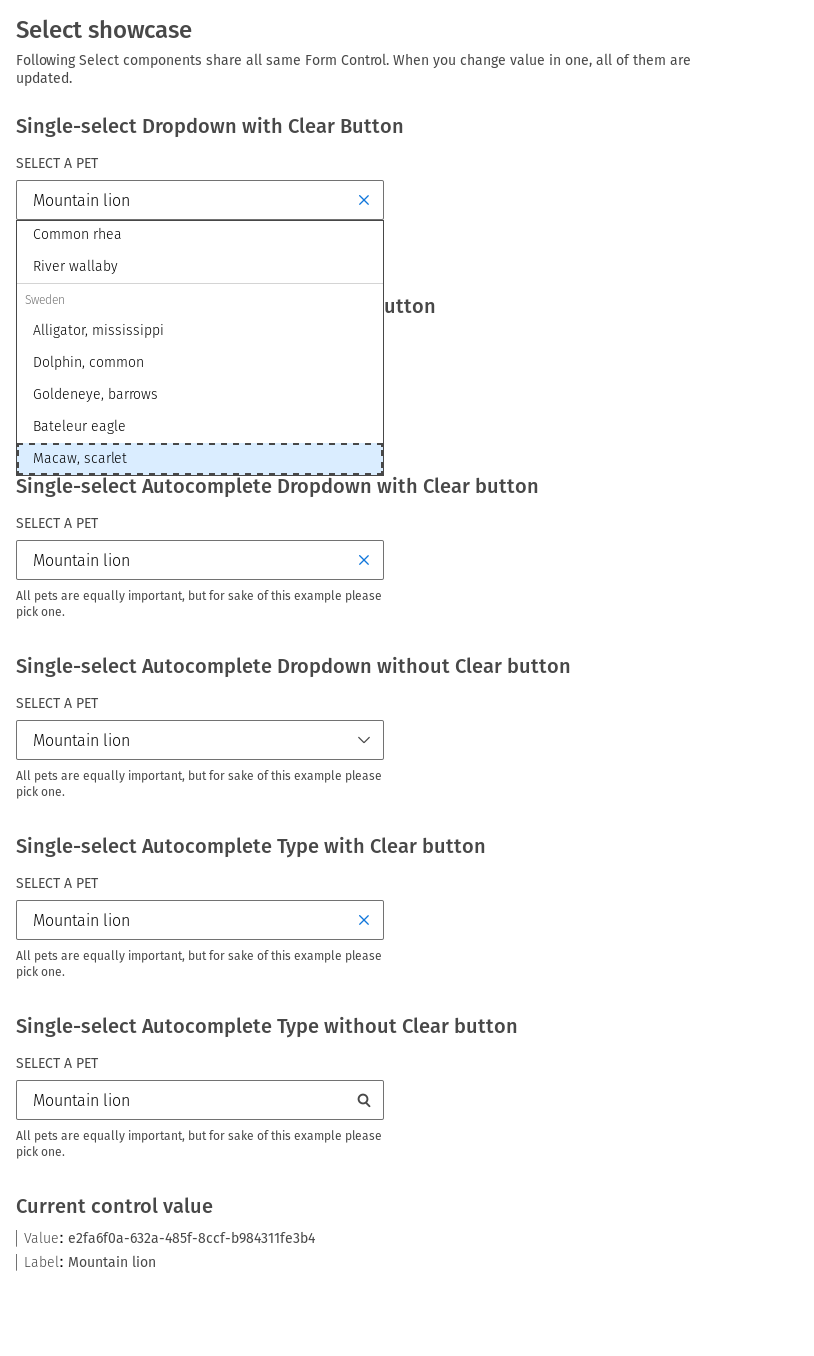 Select showcase
Following Select components share all same Form Control. When you change value in one, all of them are
updated.
Single-select Dropdown with Clear Button
SELECT A PET
Mountain lion
Common rhea
River wallaby
Sweden
utton
Alligator, mississippi
Dolphin, common
Goldeneye, barrows
Bateleur eagle
Macaw, scarlet
Single-select Autocomplete Dropdown with Clear button
SELECT A PET
Mountain lion
All pets are equally important, but for sake of this example please
pick one.
Single-select Autocomplete Dropdown without Clear button
SELECT A PET
Mountain lion
All pets are equally important, but for sake of this example please
pick one.
Single-select Autocomplete Type with Clear button
SELECT A PET
Mountain lion
All pets are equally important, but for sake of this example please
pick one.
Single-select Autocomplete Type without Clear button
SELECT A PET
Mountain lion
All pets are equally important, but for sake of this example please
pick one.
Current control value
Value: e2fa6f0a-632a-485f-8ccf-b984311fe3b4
Label: Mountain lion